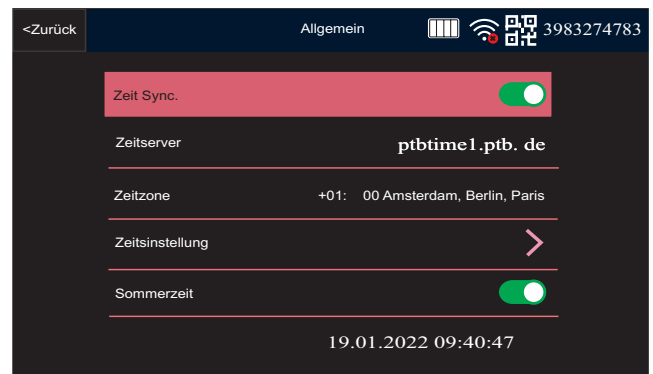 <Zurück Allgemein 3983274783
Zeit Sync.
Zeitserver ptbtime1.ptb. de
Zeitzone +01: 00 Amsterdam, Berlin, Paris
Zeitsinstellung
Sommerzeit
19.01.2022 09:40:47